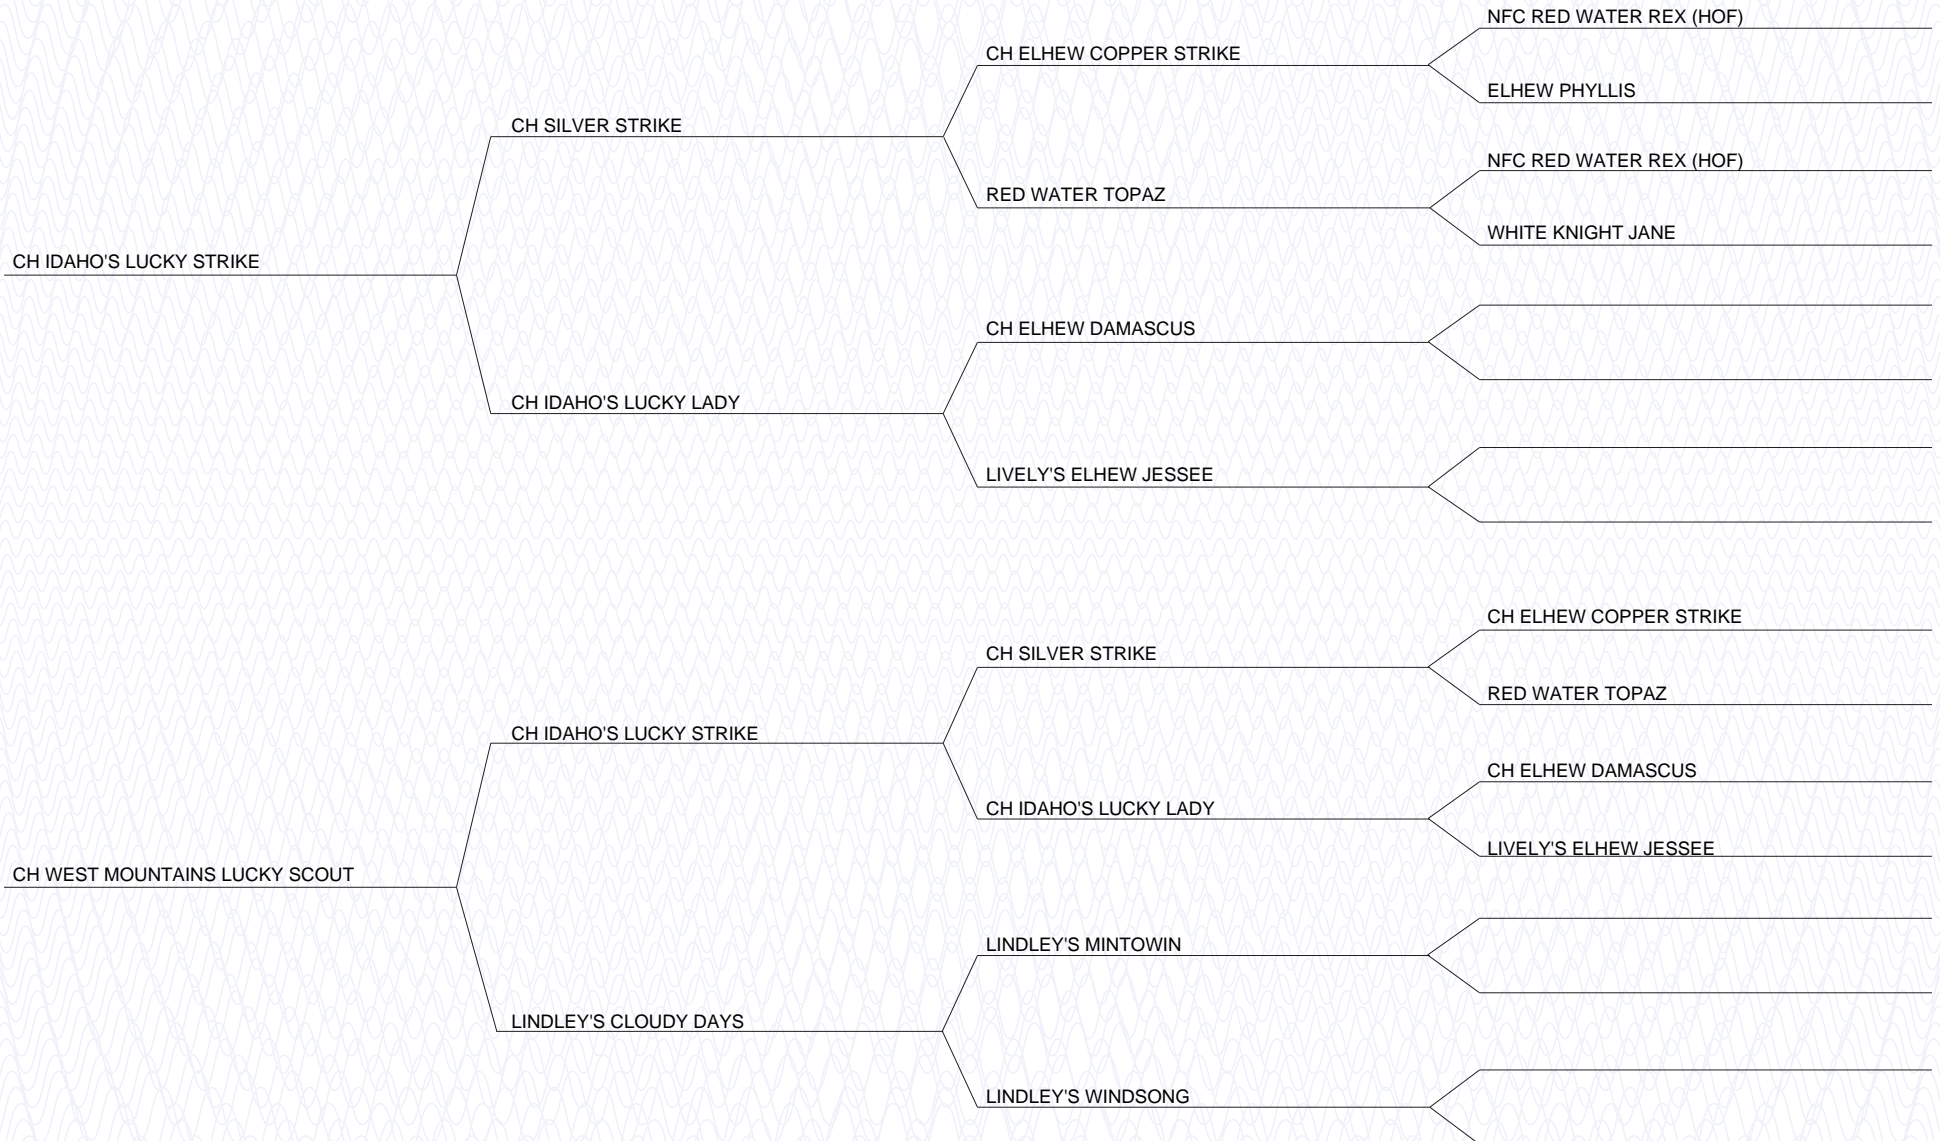 NFC RED WATER REX (HOF)
CH ELHEW COPPER STRIKE
ELHEW PHYLLIS
CH SILVER STRIKE
NFC RED WATER REX (HOF)
RED WATER TOPAZ
WHITE KNIGHT JANE
CH IDAHO'S LUCKY STRIKE
CH ELHEW DAMASCUS
CH IDAHO'S LUCKY LADY
LIVELY'S ELHEW JESSEE
CH ELHEW COPPER STRIKE
CH SILVER STRIKE
RED WATER TOPAZ
CH IDAHO'S LUCKY STRIKE
CH ELHEW DAMASCUS
CH IDAHO'S LUCKY LADY
LIVELY'S ELHEW JESSEE
CH WEST MOUNTAINS LUCKY SCOUT
LINDLEY'S MINTOWIN
LINDLEY'S CLOUDY DAYS
LINDLEY'S WINDSONG